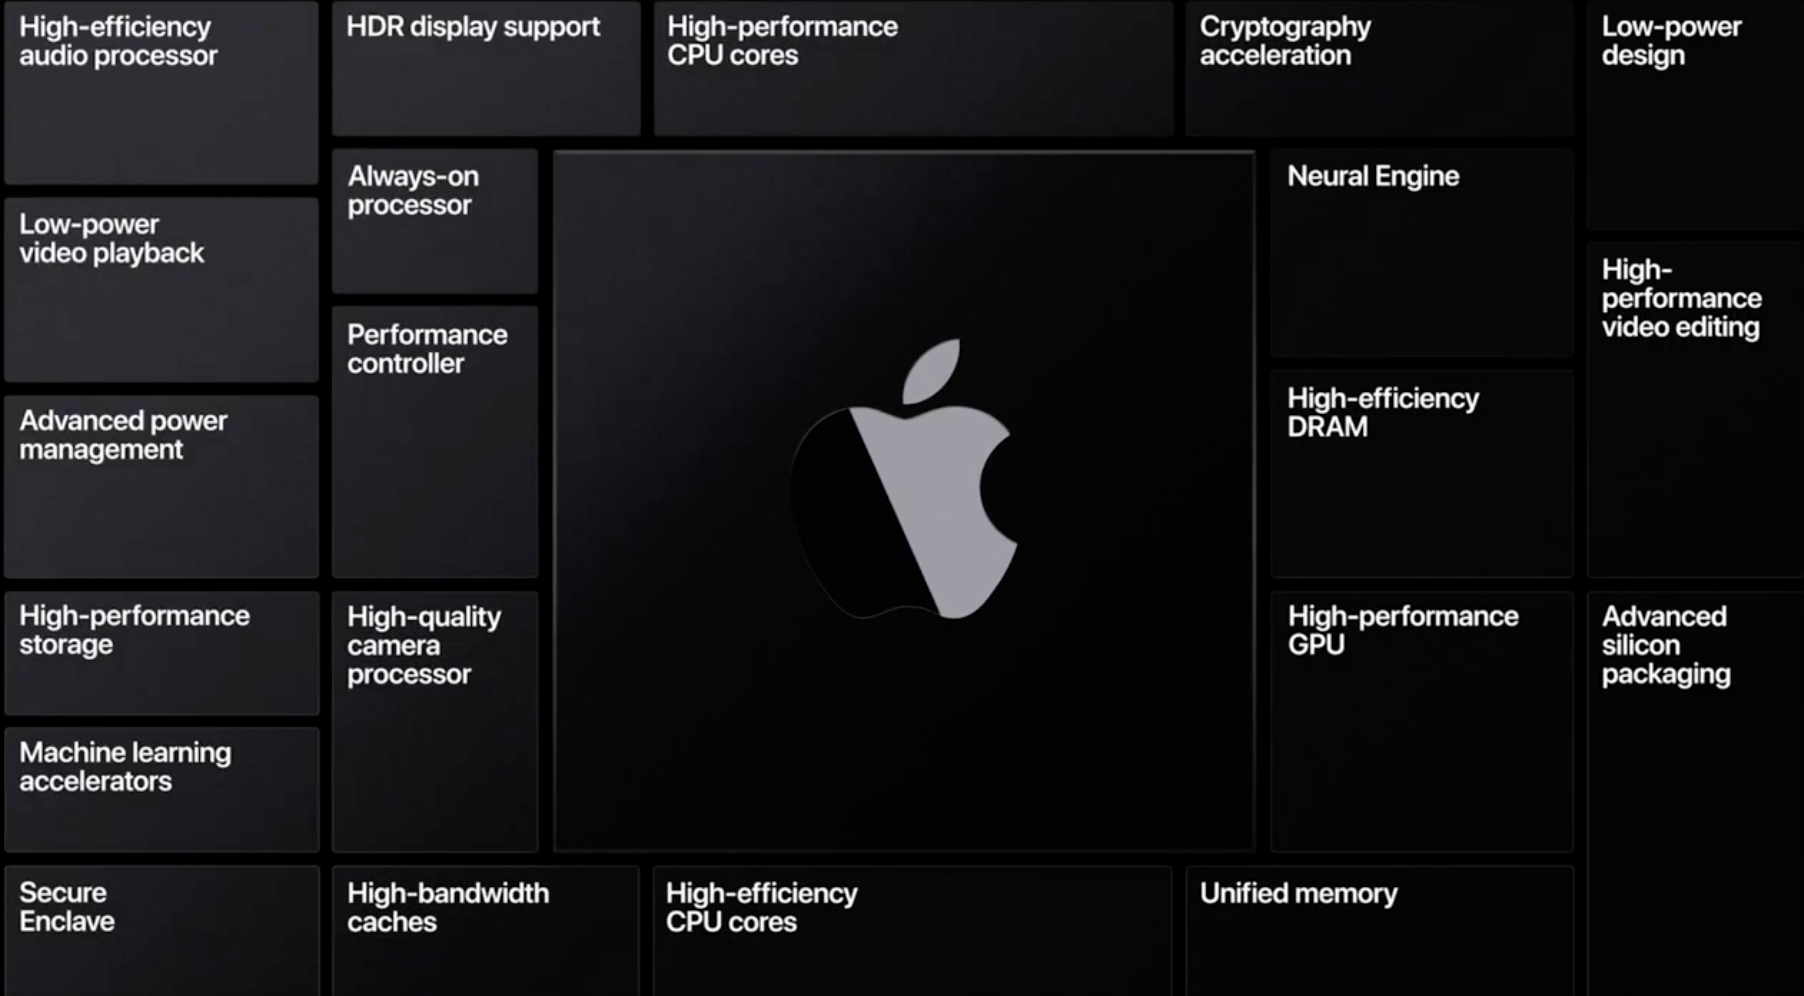 High-efficiency
audio processor
HDR display support
High-performance
CPU cores
Cryptography
acceleration
Low-power
design
Always-on
processor
Neural Engine
Low-power
video playback
High-
performance
video editing
Performance
controller
High-efficiency
DRAM
Advanced power
management
High-performance
storage
High-quality
camera
processor
High-performance
GPU
Advanced
silicon
packaging
Machine learning
accelerators
Secure
Enclave
High-bandwidth
caches
High-efficiency
CPU cores
Unified memory